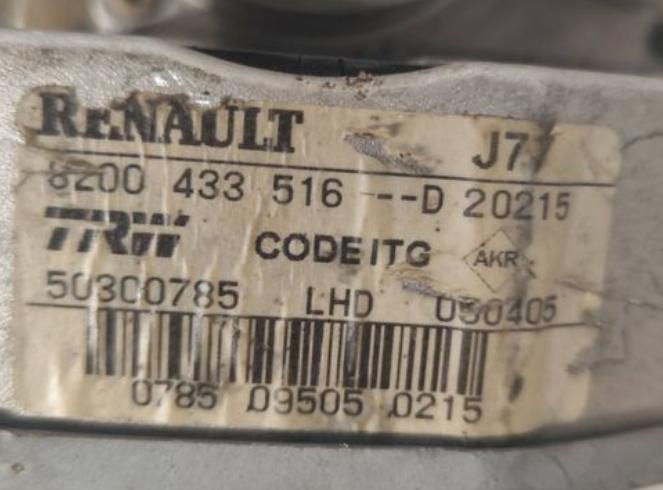 RENAULT J77
8200 433 516 --D 20215
TRW CODE ITG AKR
50300785 LHD 050405
0785 09505 0215